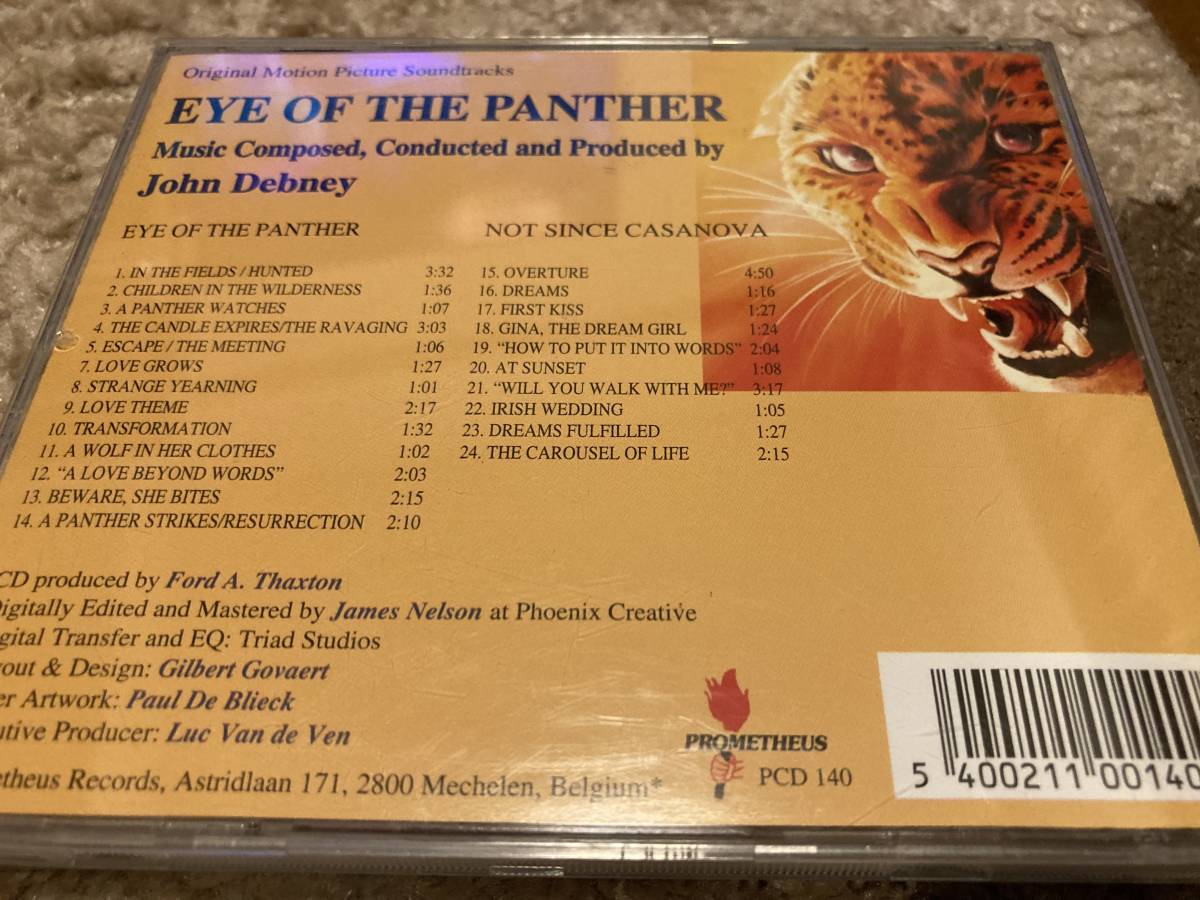 Original Motion Picture Soundtracks
EYE OF THE PANTHER
Music Composed, Conducted and Produced by
John Debney
EYE OF THE PANTHER
1. IN THE FIELDS / HUNTED 3:32
2. CHILDREN IN THE WILDERNESS 1:36
3. A PANTHER WATCHES 1:07
4. THE CANDLE EXPIRES/THE RAVAGING 3:03
5. ESCAPE / THE MEETING 1:06
7. LOVE GROWS 1:27
8. STRANGE YEARNING 1:01
9. LOVE THEME 2:17
10. TRANSFORMATION 1:32
11. A WOLF IN HER CLOTHES 1:02
12. “A LOVE BEYOND WORDS” 2:03
13. BEWARE, SHE BITES 2:15
14. A PANTHER STRIKES/RESURRECTION 2:10
NOT SINCE CASANOVA
15. OVERTURE 4:50
16. DREAMS 1:16
17. FIRST KISS 1:27
18. GINA, THE DREAM GIRL 1:24
19. “HOW TO PUT IT INTO WORDS” 2:04
20. AT SUNSET 1:08
21. “WILL YOU WALK WITH ME?” 3:17
22. IRISH WEDDING 1:05
23. DREAMS FULFILLED 1:27
24. THE CAROUSEL OF LIFE 2:15
CD produced by Ford A. Thaxton
Digitally Edited and Mastered by James Nelson at Phoenix Creative
gital Transfer and EQ: Triad Studios
out & Design: Gilbert Govaert
er Artwork: Paul De Blieck
utive Producer: Luc Van de Ven
etheus Records, Astridlaan 171, 2800 Mechelen, Belgium*
PROMETHEUS
PCD 140
5 400211 00140